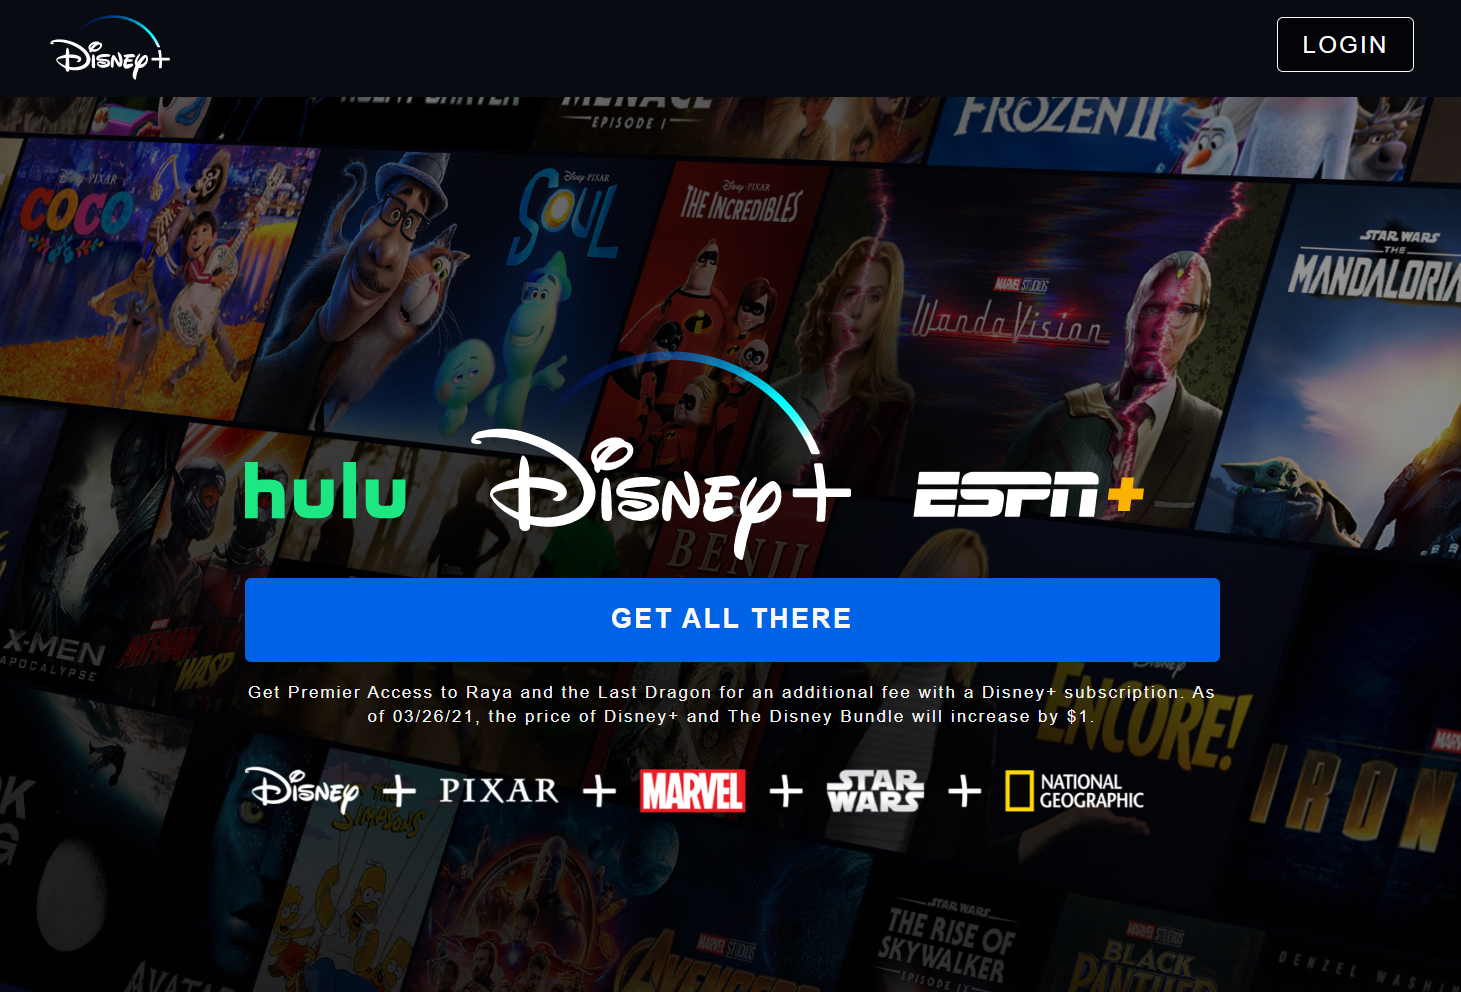 Disney+
LOGIN
MENACE
EPISODE I
FROZEN II
Disney·PIXAR
COCO
Disney·PIXAR
SOUL
Disney·PIXAR
THE INCREDIBLES
MARVEL STUDIOS
WandaVision
STAR WARS
THE
MANDALORIA
hulu
Disney+
ESPN+
BENJI
GET ALL THERE
X-MEN
APOCALYPSE
ANT-MAN
WASP
Disney
ENCORE!
Get Premier Access to Raya and the Last Dragon for an additional fee with a Disney+ subscription. As
of 03/26/21, the price of Disney+ and The Disney Bundle will increase by $1.
MARVEL
IRON
Disney + PIXAR + MARVEL + STAR WARS + NATIONAL GEOGRAPHIC
THE SIMPSONS
STAR WARS
THE RISE OF
SKYWALKER
EPISODE IX
MARVEL STUDIOS
AVENGERS
MARVEL STUDIOS
BLACK
PANTHER
AVATAR
DENZEL WASHIN